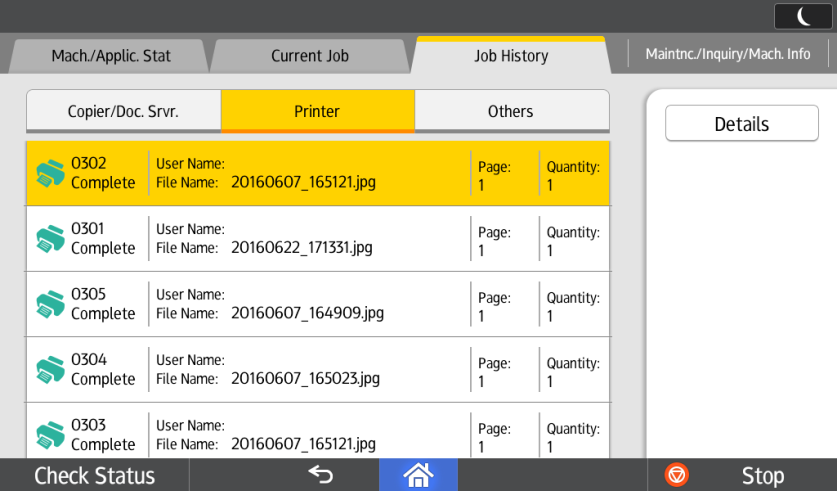 Mach./Applic. Stat Current Job Job History Maintnc./Inquiry/Mach. Info
Copier/Doc. Srvr. Printer Others
Details
0302 User Name: Page: Quantity:
Complete File Name: 20160607_165121.jpg 1 1
0301 User Name: Page: Quantity:
Complete File Name: 20160622_171331.jpg 1 1
0305 User Name: Page: Quantity:
Complete File Name: 20160607_164909.jpg 1 1
0304 User Name: Page: Quantity:
Complete File Name: 20160607_165023.jpg 1 1
0303 User Name: Page: Quantity:
Complete File Name: 20160607_165121.jpg 1 1
Check Status Stop